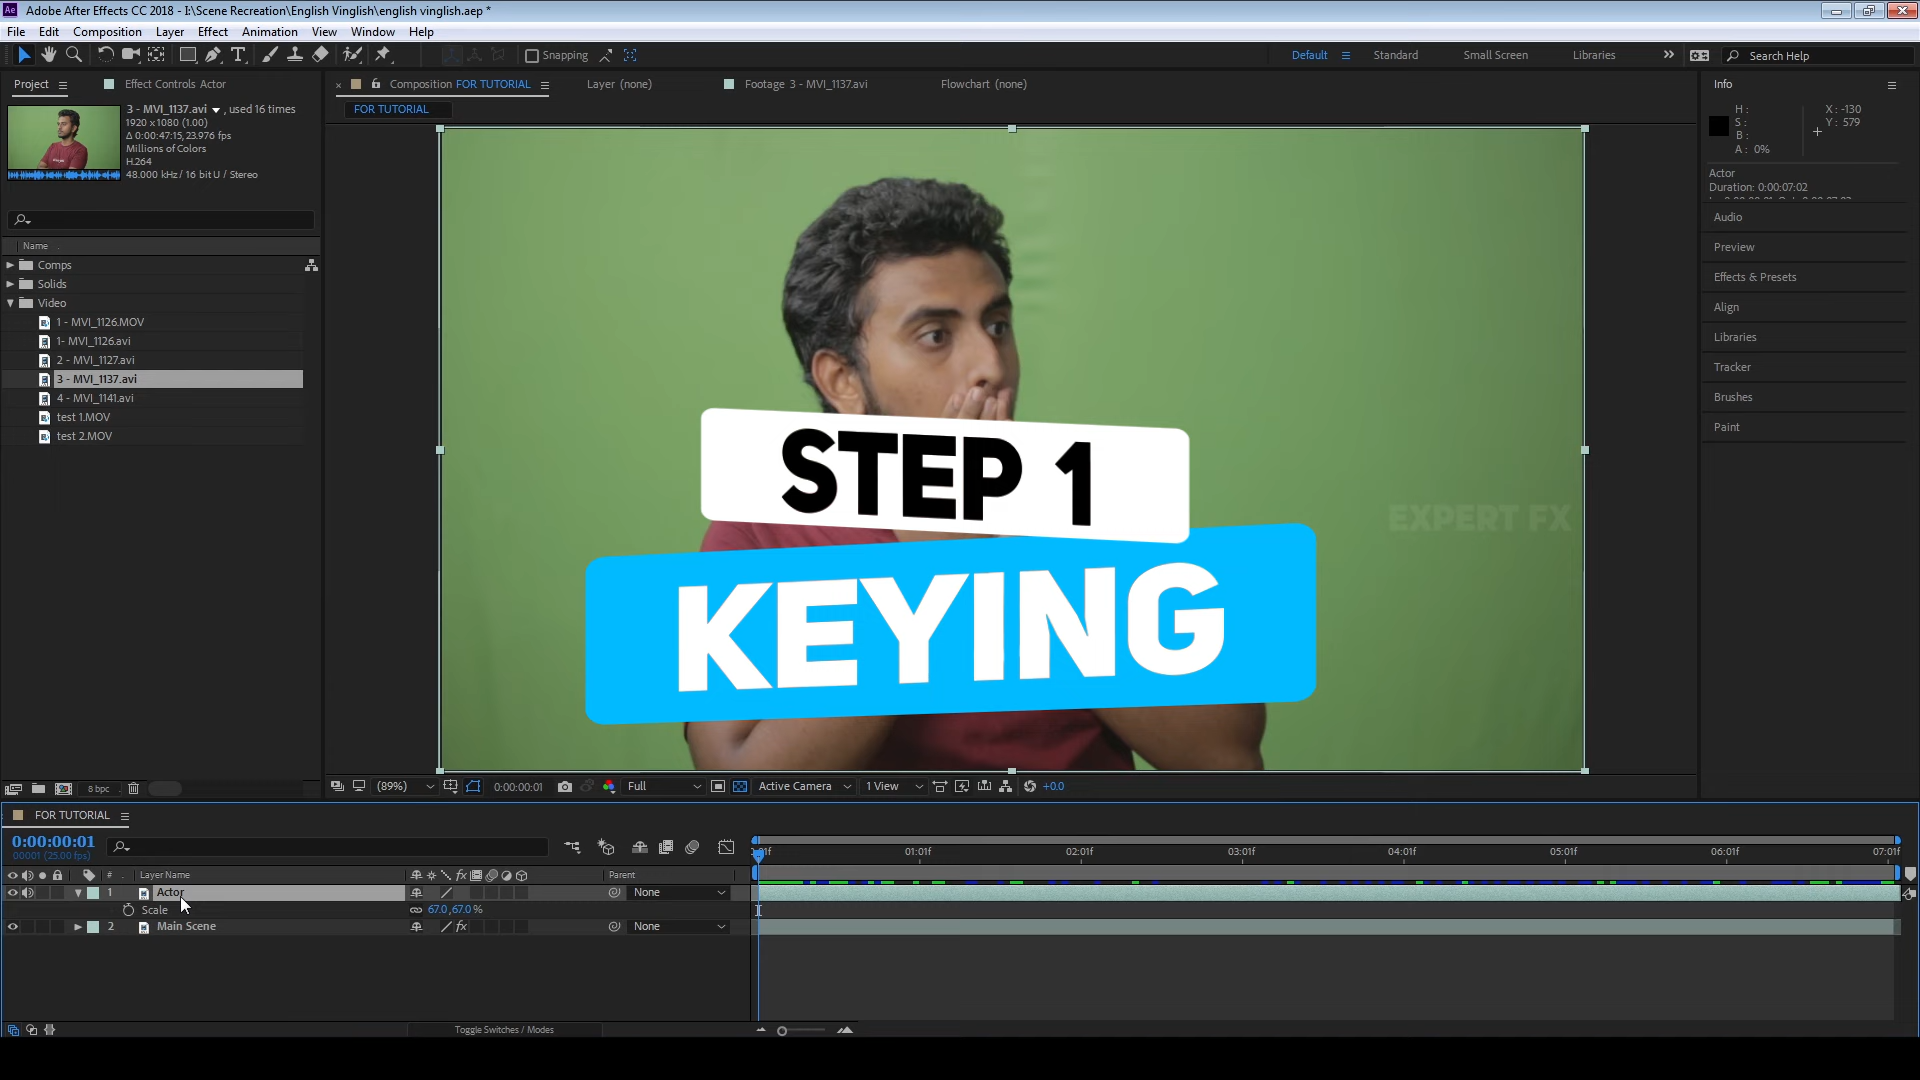 Adobe After Effects CC 2018 - I:\Scene Recreation\English Vinglish\english vinglish.aep *
File Edit Composition Layer Effect Animation View Window Help
Snapping Default Standard Small Screen Libraries Search Help
Project Effect Controls Actor Composition FOR TUTORIAL Layer (none) Footage 3 - MVI_1137.avi Flowchart (none) Info
FOR TUTORIAL
3 - MVI_1137.avi , used 16 times
1920 x 1080 (1.00)
Δ 0:00:47:15, 23.976 fps
Millions of Colors
H.264
48.000 kHz / 16 bit U / Stereo
Name
Comps
Solids
Video
1 - MVI_1126.MOV
1- MVI_1126.avi
2 - MVI_1127.avi
3 - MVI_1137.avi
4 - MVI_1141.avi
test 1.MOV
test 2.MOV
8 bpc
STEP 1
KEYING
EXPERT FX
H :
S :
B :
A : 0%
X : -130
Y : 579
Actor
Duration: 0:00:07:02
Audio
Preview
Effects & Presets
Align
Libraries
Tracker
Brushes
Paint
(89%) 0:00:00:01 Full Active Camera 1 View +0.0
FOR TUTORIAL
0:00:00:01
00001 (25.00 fps)
01:01f 02:01f 03:01f 04:01f 05:01f 06:01f 07:01f
# Layer Name Parent
1 Actor None
Scale 67.0,67.0 %
2 Main Scene None
Toggle Switches / Modes